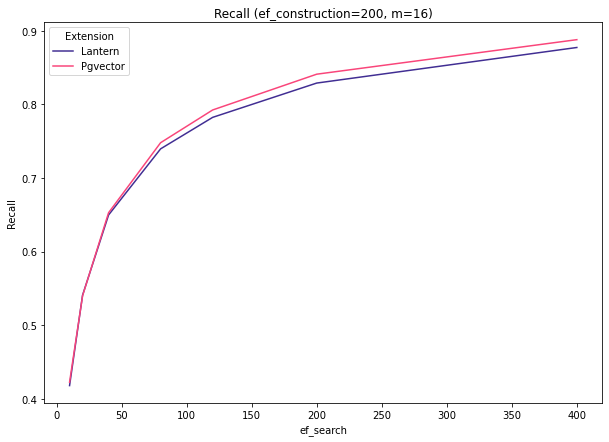 Recall (ef_construction=200, m=16)
Extension
Lantern
Pgvector
Recall
0.9
0.8
0.7
0.6
0.5
0.4
0 50 100 150 200 250 300 350 400
ef_search